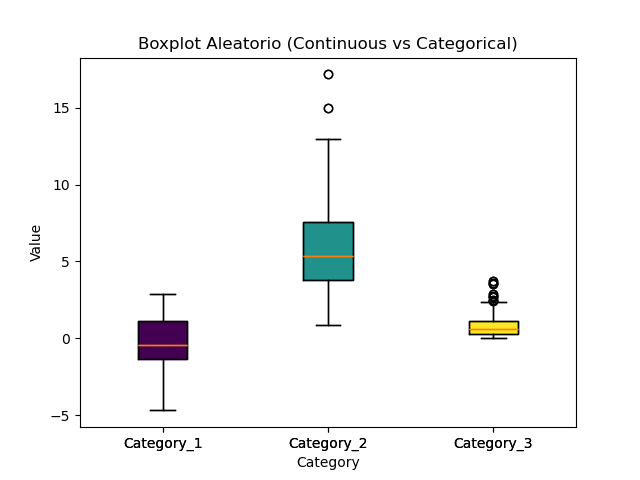 Boxplot Aleatorio (Continuous vs Categorical)
15
10
5
0
−5
Value
Category_1 Category_2 Category_3
Category